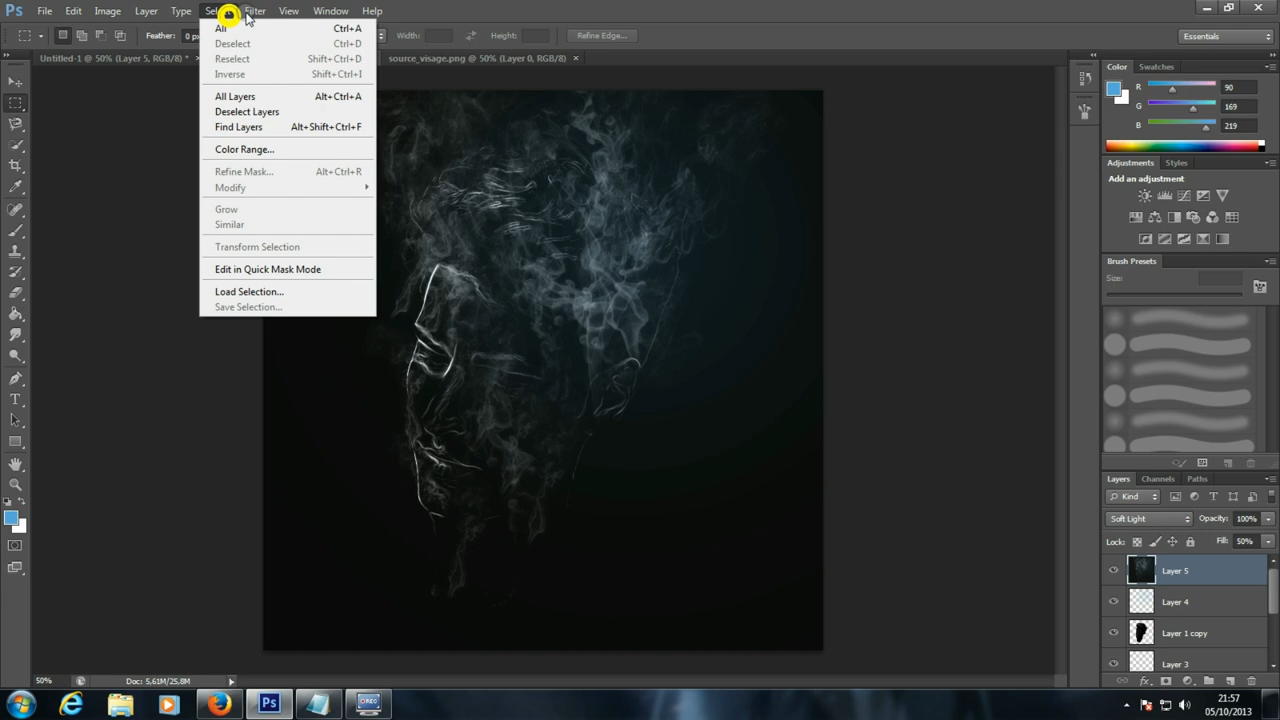 Ps File Edit Image Layer Type Filter View Window Help
Feather: Width: Height: Refine Edge... Essentials
Untitled-1 @ 50% (Layer 5, RGB/8) * × source_visage.png @ 50% (Layer 0, RGB/8) ×
All Ctrl+A
Deselect Ctrl+D
Reselect Shift+Ctrl+D
Inverse Shift+Ctrl+I
All Layers Alt+Ctrl+A
Deselect Layers
Find Layers Alt+Shift+Ctrl+F
Color Range...
Refine Mask... Alt+Ctrl+R
Modify
Grow
Similar
Transform Selection
Edit in Quick Mask Mode
Load Selection...
Save Selection...
Color Swatches
R 90
G 169
B 219
Adjustments Styles
Add an adjustment
Brush Presets
Size:
Layers Channels Paths
Kind
Soft Light Opacity: 100%
Lock: Fill: 50%
Layer 5
Layer 4
Layer 1 copy
Layer 3
50% Doc: 5,61M/25,8M
Ps REC
21:57
05/10/2013